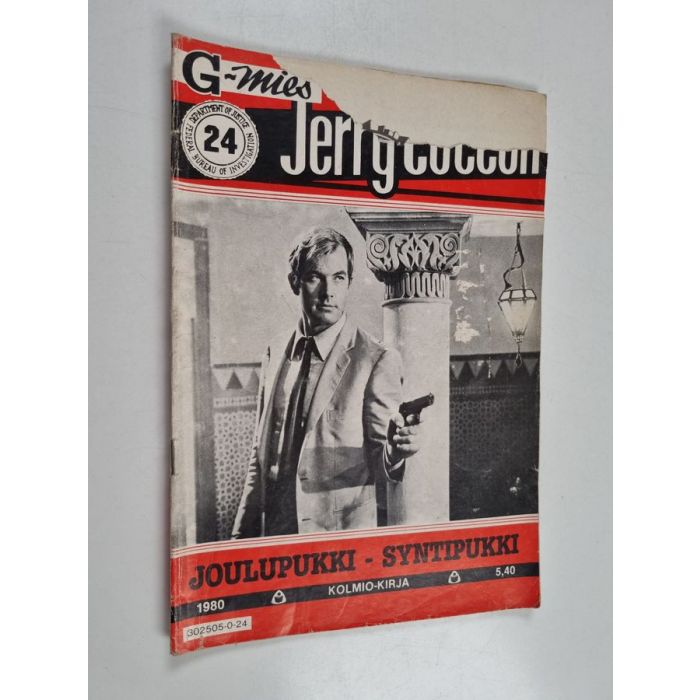 G-mies
DEPARTMENT OF JUSTICE
24
FEDERAL BUREAU OF INVESTIGATION
Jerry Cotton
JOULUPUKKI - SYNTIPUKKI
1980 KOLMIO-KIRJA 5,40
302505-0-24